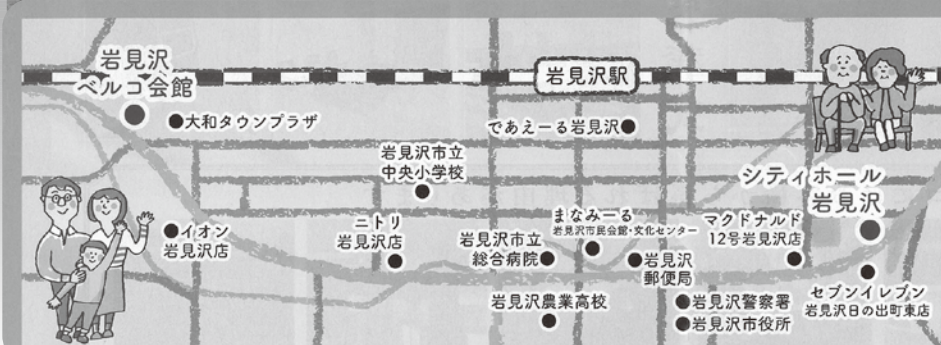 岩見沢
ベルコ会館
岩見沢駅
大和タウンプラザ
であえーる岩見沢
岩見沢市立
中央小学校
シティホール
岩見沢
イオン
岩見沢店
ニトリ
岩見沢店
岩見沢市立
総合病院
まなみーる
岩見沢市民会館・文化センター
マクドナルド
12号岩見沢店
岩見沢
郵便局
岩見沢農業高校
岩見沢警察署
岩見沢市役所
セブンイレブン
岩見沢日の出町東店